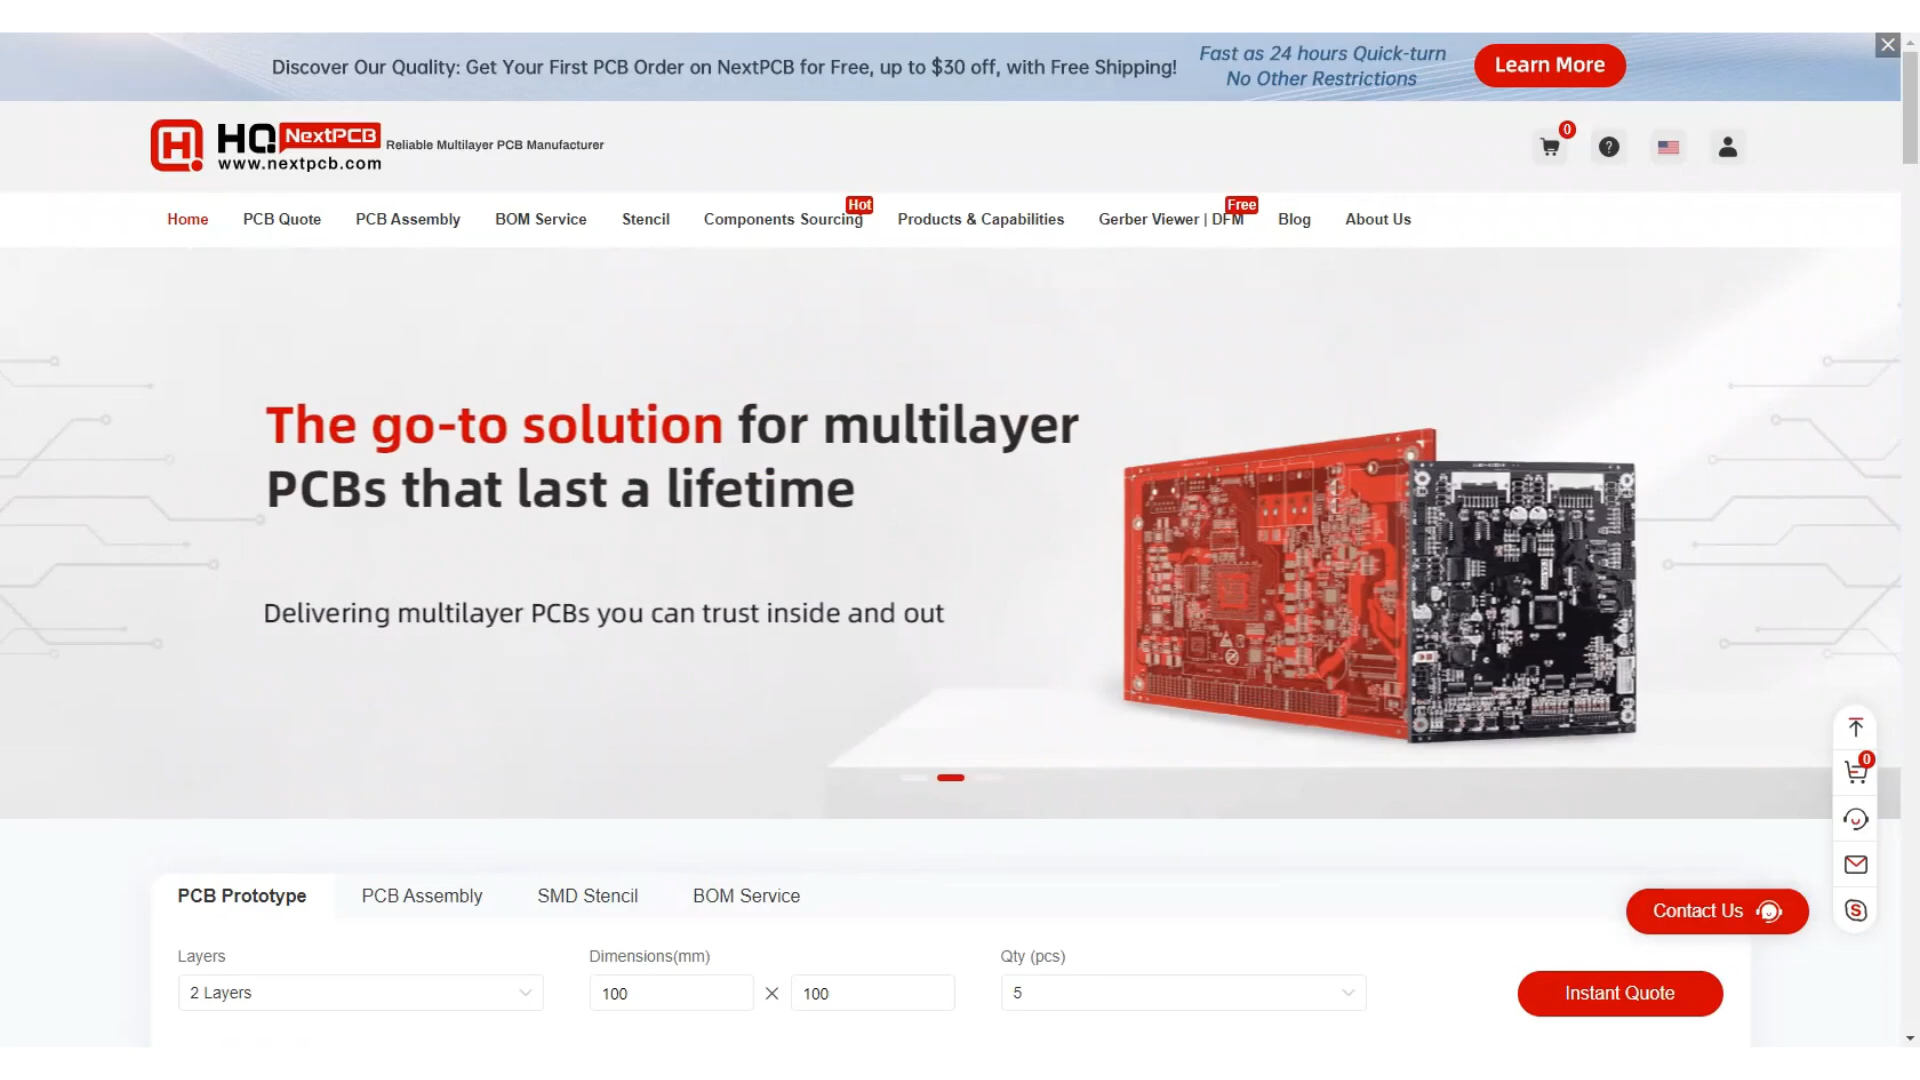 Discover Our Quality: Get Your First PCB Order on NextPCB for Free, up to $30 off, with Free Shipping!
Fast as 24 hours Quick-turn
No Other Restrictions
Learn More
HQ NextPCB
www.nextpcb.com
Reliable Multilayer PCB Manufacturer
0
Home
PCB Quote
PCB Assembly
BOM Service
Stencil
Components Sourcing
Hot
Products & Capabilities
Gerber Viewer | DFM
Free
Blog
About Us
The go-to solution for multilayer
PCBs that last a lifetime
Delivering multilayer PCBs you can trust inside and out
0
PCB Prototype
PCB Assembly
SMD Stencil
BOM Service
Contact Us
Layers
Dimensions(mm)
Qty (pcs)
2 Layers
100
100
5
Instant Quote